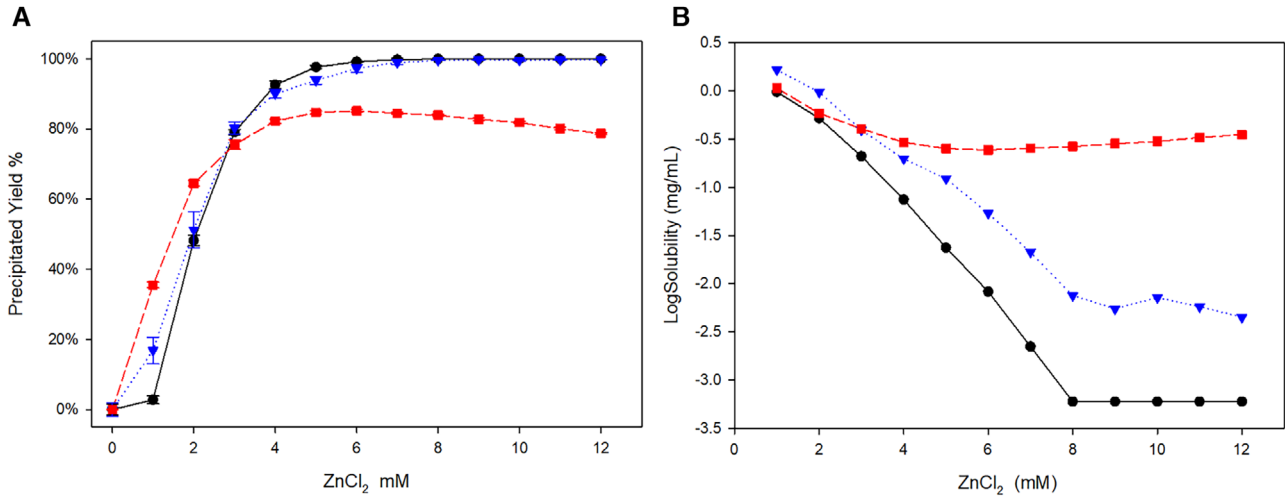 A
Precipitated Yield %
100%
80%
60%
40%
20%
0%
0 2 4 6 8 10 12
ZnCl₂ mM
B
LogSolubility (mg/mL)
0.5
0.0
-0.5
-1.0
-1.5
-2.0
-2.5
-3.0
-3.5
0 2 4 6 8 10 12
ZnCl₂ (mM)